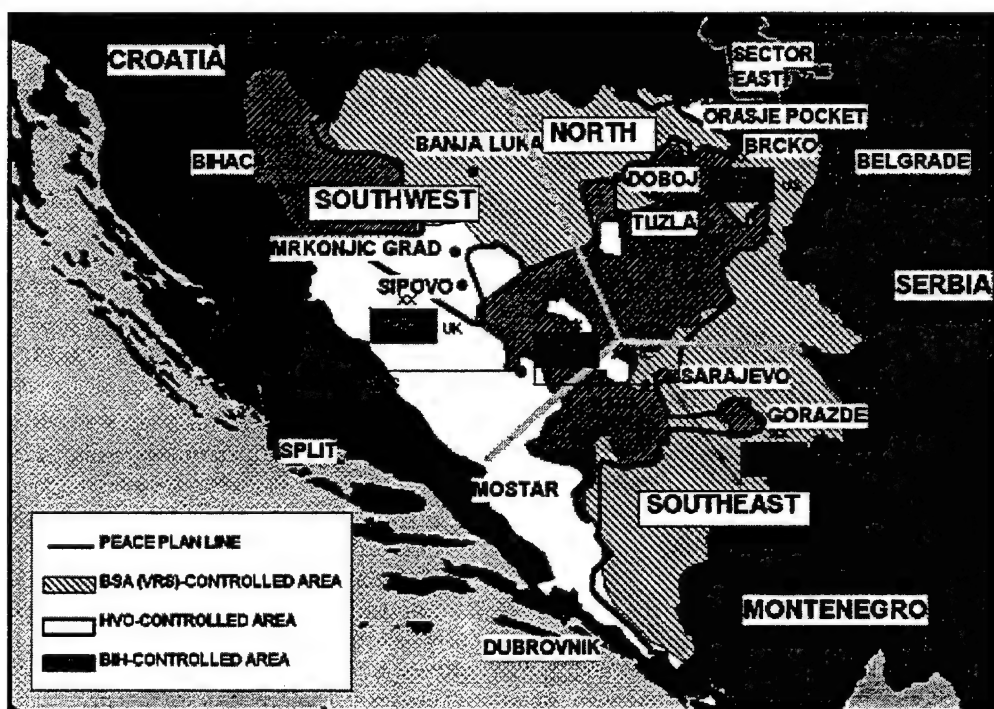 CROATIA
SECTOR
EAST
ORASJE POCKET
NORTH
BANJA LUKA
BRCKO
BIHAC
BELGRADE
DOBOJ
US
SOUTHWEST
TUZLA
MRKONJIC GRAD
SIPOVO
SERBIA
XX
UK
SARAJEVO
GORAZDE
SPLIT
MOSTAR
SOUTHEAST
PEACE PLAN LINE
BSA (VRS)-CONTROLLED AREA
HVO-CONTROLLED AREA
BIH-CONTROLLED AREA
MONTENEGRO
DUBROVNIK